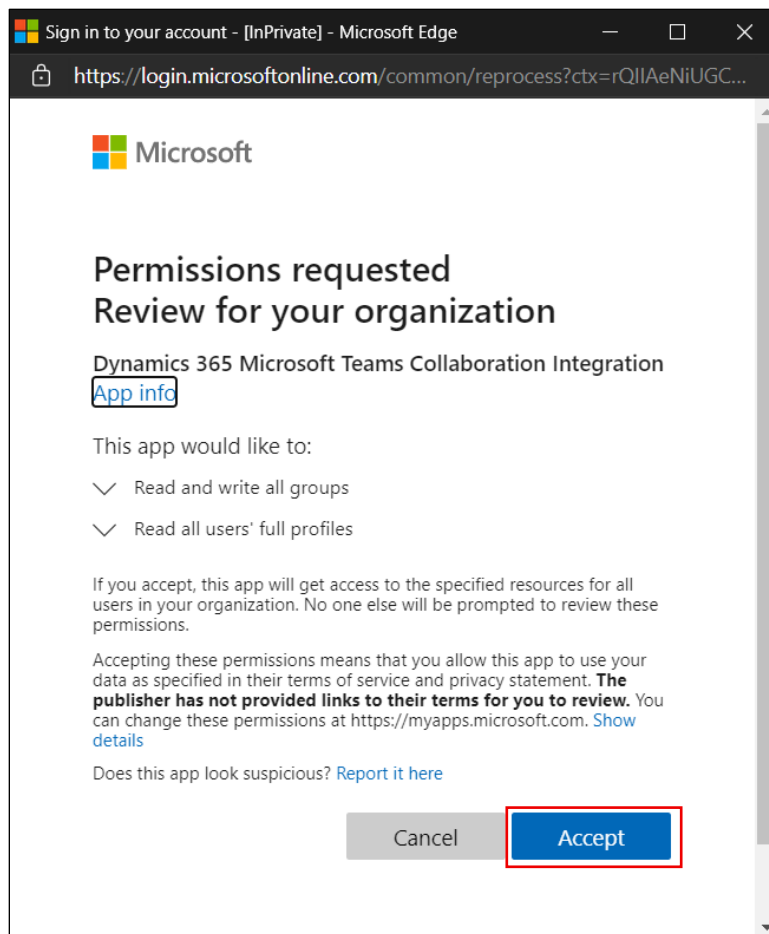 Sign in to your account - [InPrivate] - Microsoft Edge
https://login.microsoftonline.com/common/reprocess?ctx=rQIIAeNiUGC...
Microsoft
Permissions requested
Review for your organization
Dynamics 365 Microsoft Teams Collaboration Integration
App info
This app would like to:
Read and write all groups
Read all users' full profiles
If you accept, this app will get access to the specified resources for all
users in your organization. No one else will be prompted to review these
permissions.
Accepting these permissions means that you allow this app to use your
data as specified in their terms of service and privacy statement. The
publisher has not provided links to their terms for you to review. You
can change these permissions at https://myapps.microsoft.com. Show
details
Does this app look suspicious? Report it here
Cancel Accept